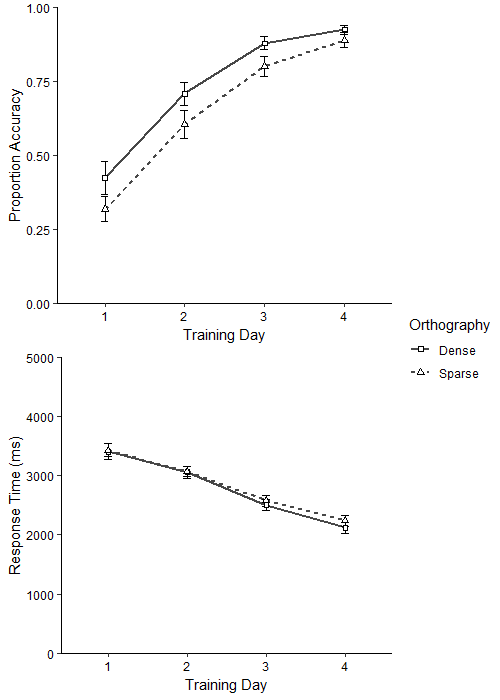 1.00
0.75
0.50
0.25
0.00
Proportion Accuracy
1 2 3 4
Training Day
Orthography
Dense
Sparse
5000
4000
3000
2000
1000
0
Response Time (ms)
1 2 3 4
Training Day